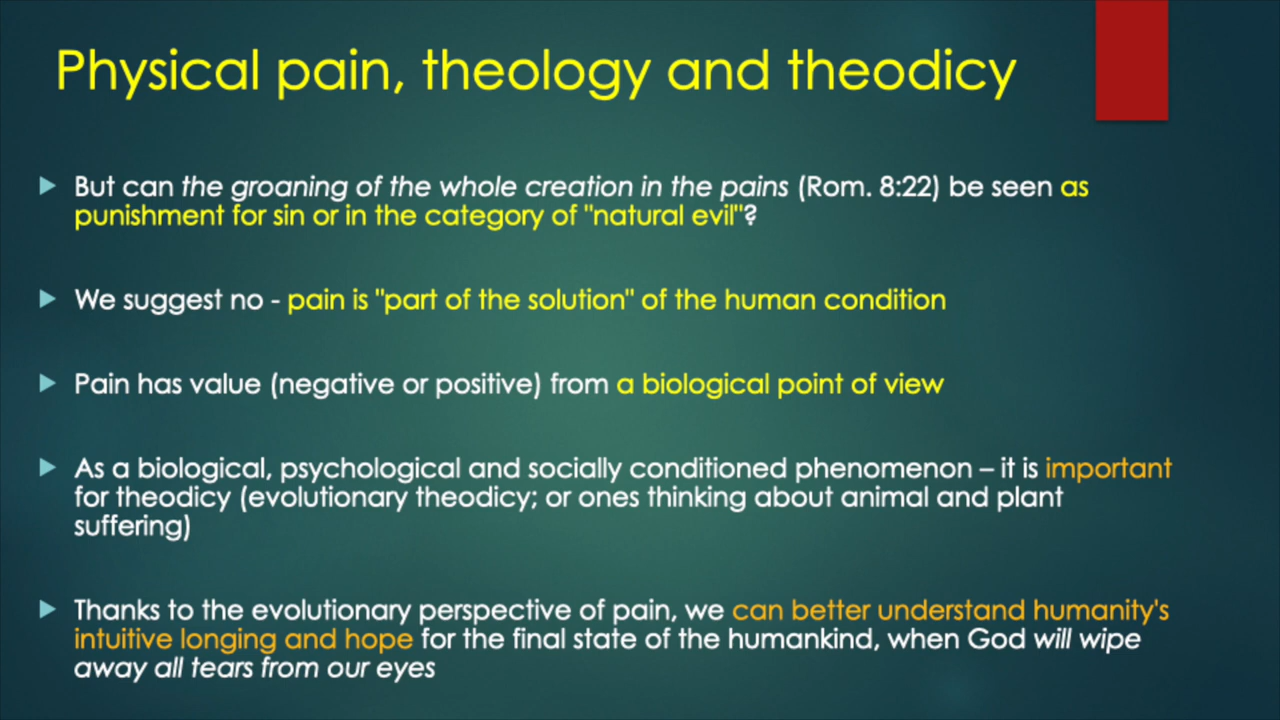 Physical pain, theology and theodicy
But can the groaning of the whole creation in the pains (Rom. 8:22) be seen as
punishment for sin or in the category of "natural evil"?
We suggest no - pain is "part of the solution" of the human condition
Pain has value (negative or positive) from a biological point of view
As a biological, psychological and socially conditioned phenomenon – it is important
for theodicy (evolutionary theodicy; or ones thinking about animal and plant
suffering)
Thanks to the evolutionary perspective of pain, we can better understand humanity's
intuitive longing and hope for the final state of the humankind, when God will wipe
away all tears from our eyes